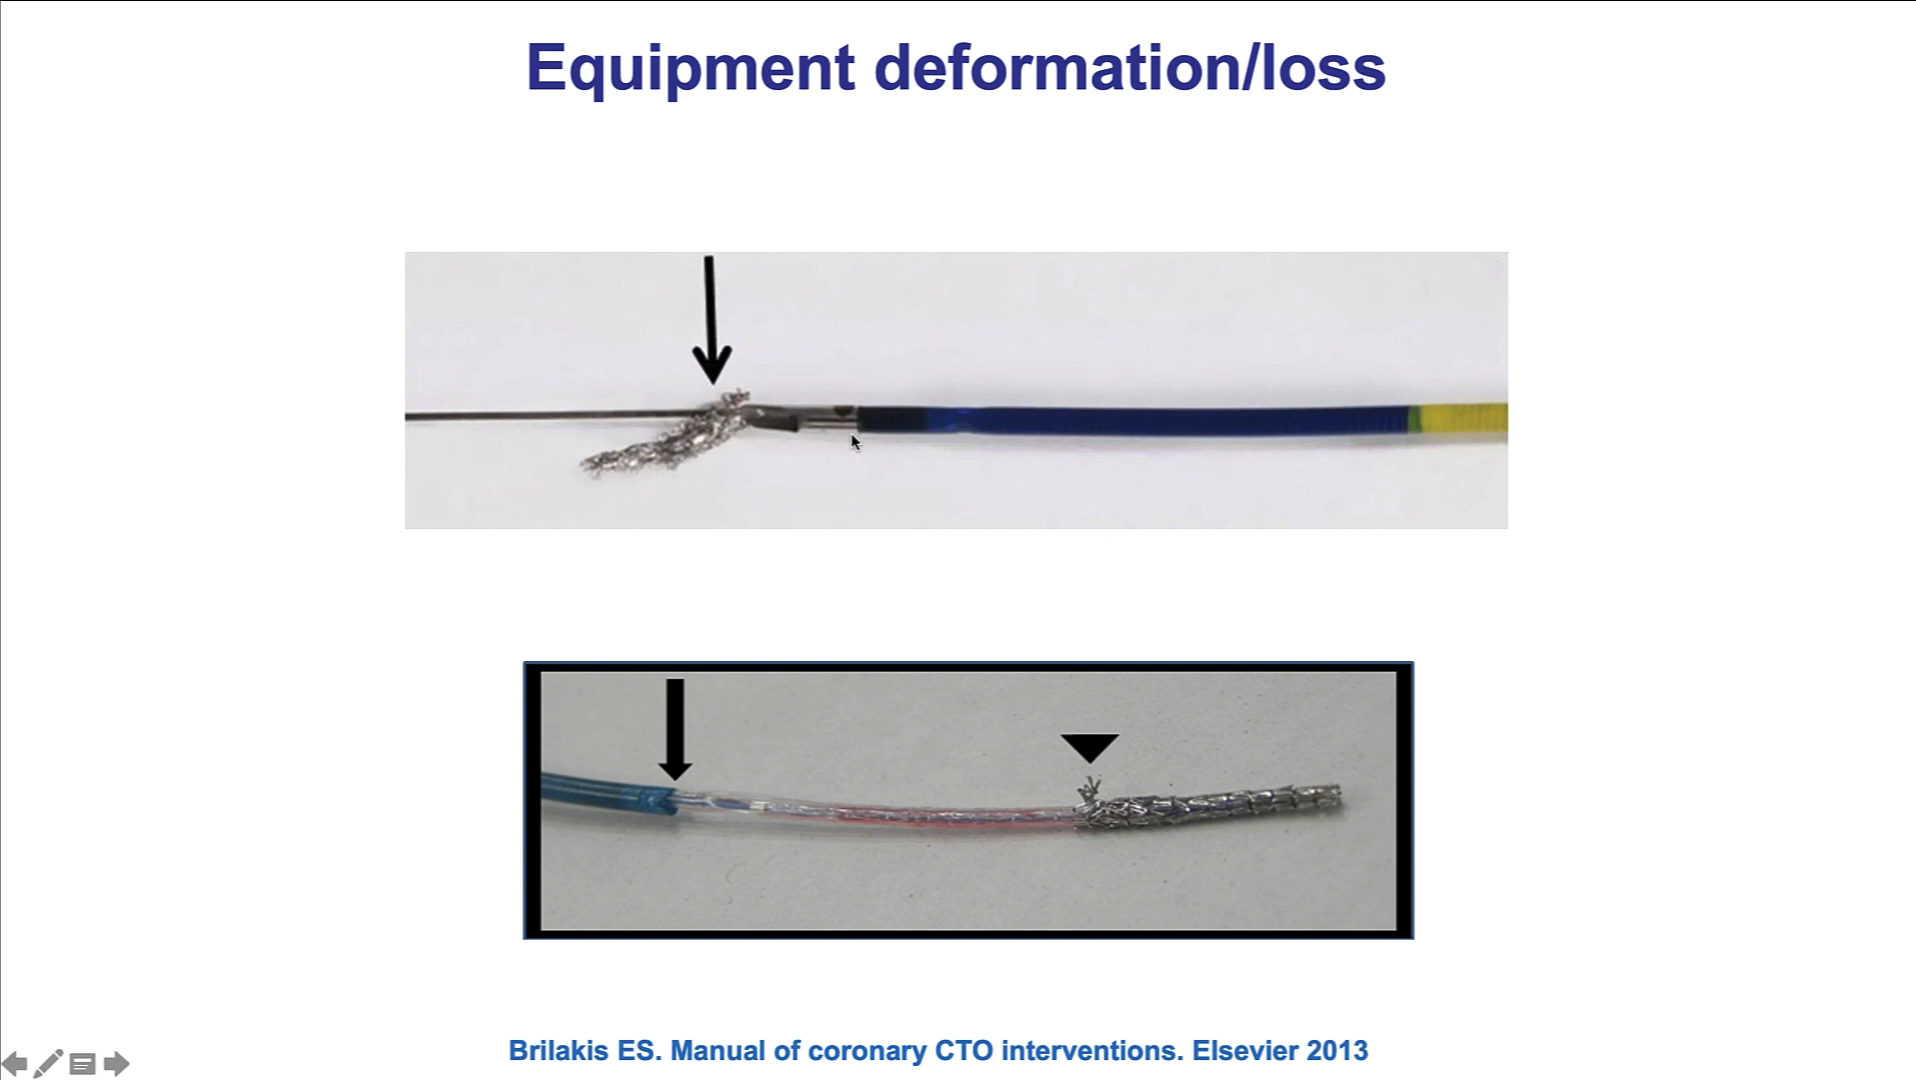 Equipment deformation/loss
Brilakis ES. Manual of coronary CTO interventions. Elsevier 2013